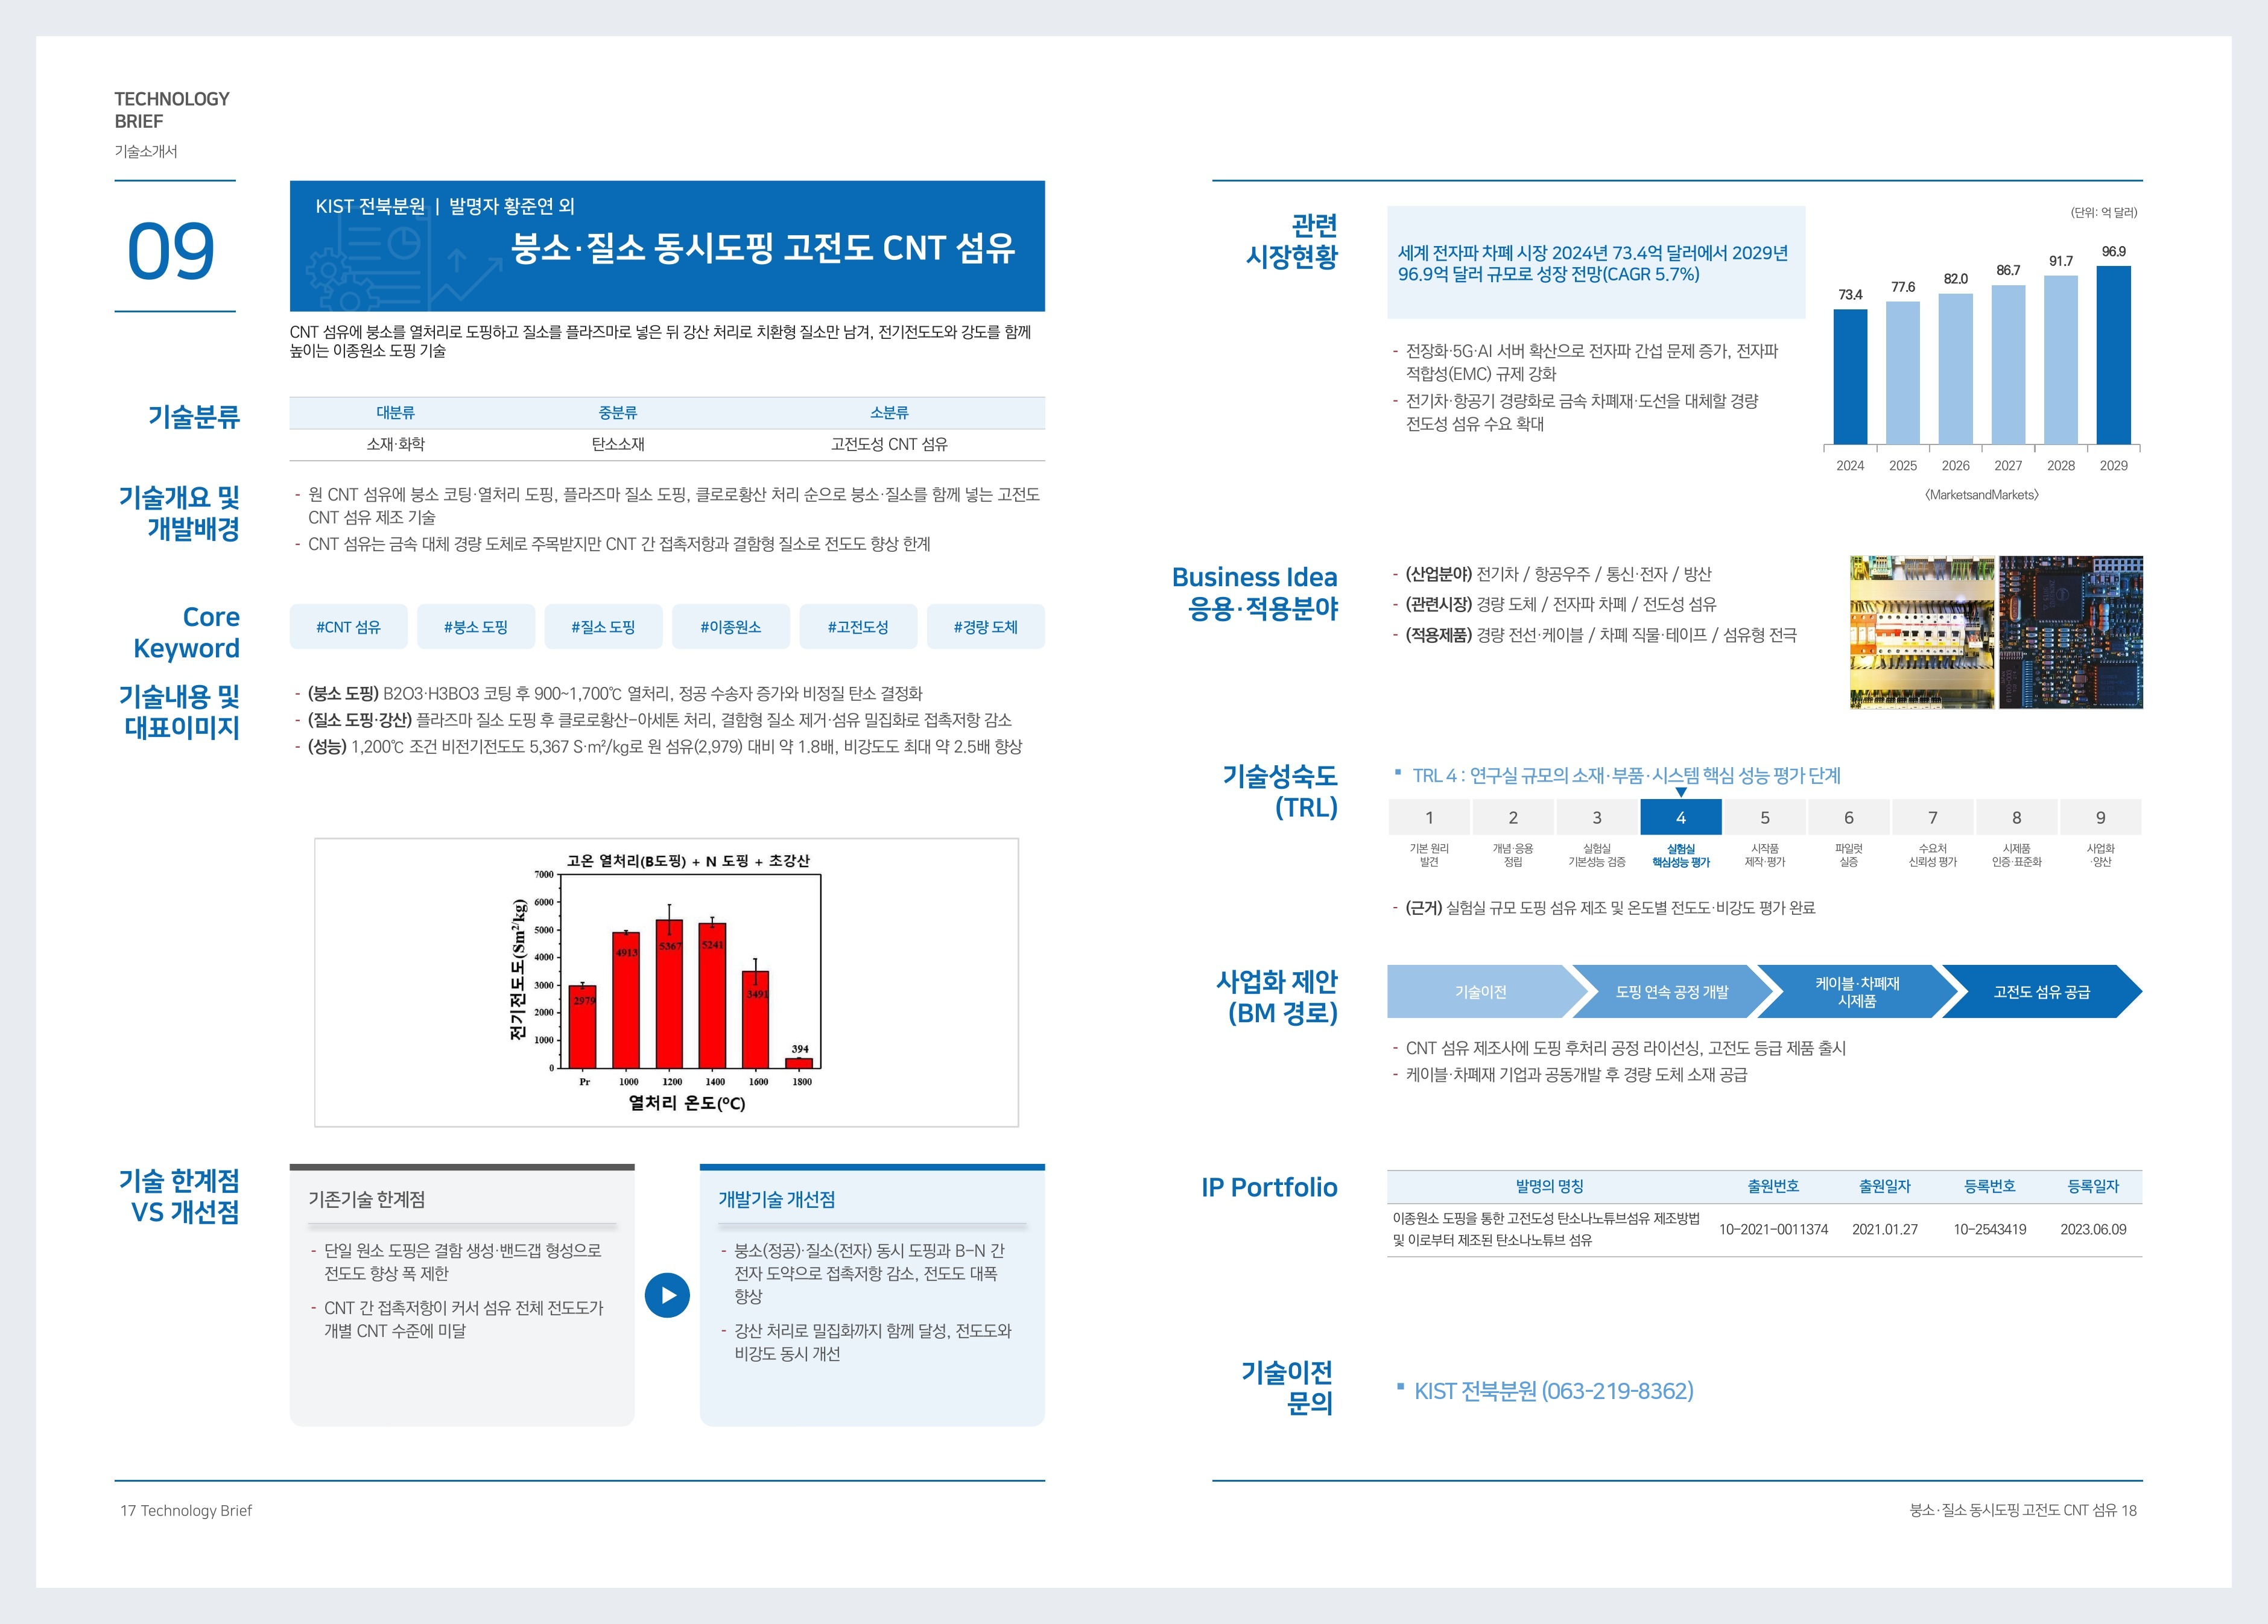 TECHNOLOGY
BRIEF
기술소개서
09
KIST 전북분원 | 발명자 황준연 외
붕소·질소 동시도핑 고전도 CNT 섬유
CNT 섬유에 붕소를 열처리로 도핑하고 질소를 플라즈마로 넣은 뒤 강산 처리로 치환형 질소만 남겨, 전기전도도와 강도를 함께
높이는 이종원소 도핑 기술
기술분류
대분류 중분류 소분류
소재·화학 탄소소재 고전도성 CNT 섬유
기술개요 및
개발배경
- 원 CNT 섬유에 붕소 코팅·열처리 도핑, 플라즈마 질소 도핑, 클로로황산 처리 순으로 붕소·질소를 함께 넣는 고전도
CNT 섬유 제조 기술
- CNT 섬유는 금속 대체 경량 도체로 주목받지만 CNT 간 접촉저항과 결함형 질소로 전도도 향상 한계
Core
Keyword
#CNT 섬유 #붕소 도핑 #질소 도핑 #이종원소 #고전도성 #경량 도체
기술내용 및
대표이미지
- (붕소 도핑) B2O3·H3BO3 코팅 후 900~1,700℃ 열처리, 정공 수송자 증가와 비정질 탄소 결정화
- (질소 도핑·강산) 플라즈마 질소 도핑 후 클로로황산-아세톤 처리, 결함형 질소 제거·섬유 밀집화로 접촉저항 감소
- (성능) 1,200℃ 조건 비전기전도도 5,367 S·m²/kg로 원 섬유(2,979) 대비 약 1.8배, 비강도도 최대 약 2.5배 향상
고온 열처리(B도핑) + N 도핑 + 초강산
전기전도도(Sm²/kg)
7000
6000
5000
4000
3000
2000
1000
0
2979 4913 5367 5241 3491 394
Pr 1000 1200 1400 1600 1800
열처리 온도(ºC)
기술 한계점
VS 개선점
기존기술 한계점
- 단일 원소 도핑은 결함 생성·밴드갭 형성으로
전도도 향상 폭 제한
- CNT 간 접촉저항이 커서 섬유 전체 전도도가
개별 CNT 수준에 미달
개발기술 개선점
- 붕소(정공)·질소(전자) 동시 도핑과 B-N 간
전자 도약으로 접촉저항 감소, 전도도 대폭
향상
- 강산 처리로 밀집화까지 함께 달성, 전도도와
비강도 동시 개선
17 Technology Brief
관련
시장현황
세계 전자파 차폐 시장 2024년 73.4억 달러에서 2029년
96.9억 달러 규모로 성장 전망(CAGR 5.7%)
- 전장화·5G·AI 서버 확산으로 전자파 간섭 문제 증가, 전자파
적합성(EMC) 규제 강화
- 전기차·항공기 경량화로 금속 차폐재·도선을 대체할 경량
전도성 섬유 수요 확대
(단위: 억 달러)
73.4 77.6 82.0 86.7 91.7 96.9
2024 2025 2026 2027 2028 2029
〈MarketsandMarkets〉
Business Idea
응용·적용분야
- (산업분야) 전기차 / 항공우주 / 통신·전자 / 방산
- (관련시장) 경량 도체 / 전자파 차폐 / 전도성 섬유
- (적용제품) 경량 전선·케이블 / 차폐 직물·테이프 / 섬유형 전극
기술성숙도
(TRL)
▪ TRL 4 : 연구실 규모의 소재·부품·시스템 핵심 성능 평가 단계
1 2 3 4 5 6 7 8 9
기본 원리 개념·응용 실험실 실험실 시작품 파일럿 수요처 시제품 사업화
발견 정립 기본성능 검증 핵심성능 평가 제작·평가 실증 신뢰성 평가 인증·표준화 ·양산
- (근거) 실험실 규모 도핑 섬유 제조 및 온도별 전도도·비강도 평가 완료
사업화 제안
(BM 경로)
기술이전
도핑 연속 공정 개발
케이블·차폐재
시제품
고전도 섬유 공급
- CNT 섬유 제조사에 도핑 후처리 공정 라이선싱, 고전도 등급 제품 출시
- 케이블·차폐재 기업과 공동개발 후 경량 도체 소재 공급
IP Portfolio
발명의 명칭 출원번호 출원일자 등록번호 등록일자
이종원소 도핑을 통한 고전도성 탄소나노튜브섬유 제조방법
및 이로부터 제조된 탄소나노튜브 섬유
10-2021-0011374 2021.01.27 10-2543419 2023.06.09
기술이전
문의
▪ KIST 전북분원 (063-219-8362)
붕소·질소 동시도핑 고전도 CNT 섬유 18